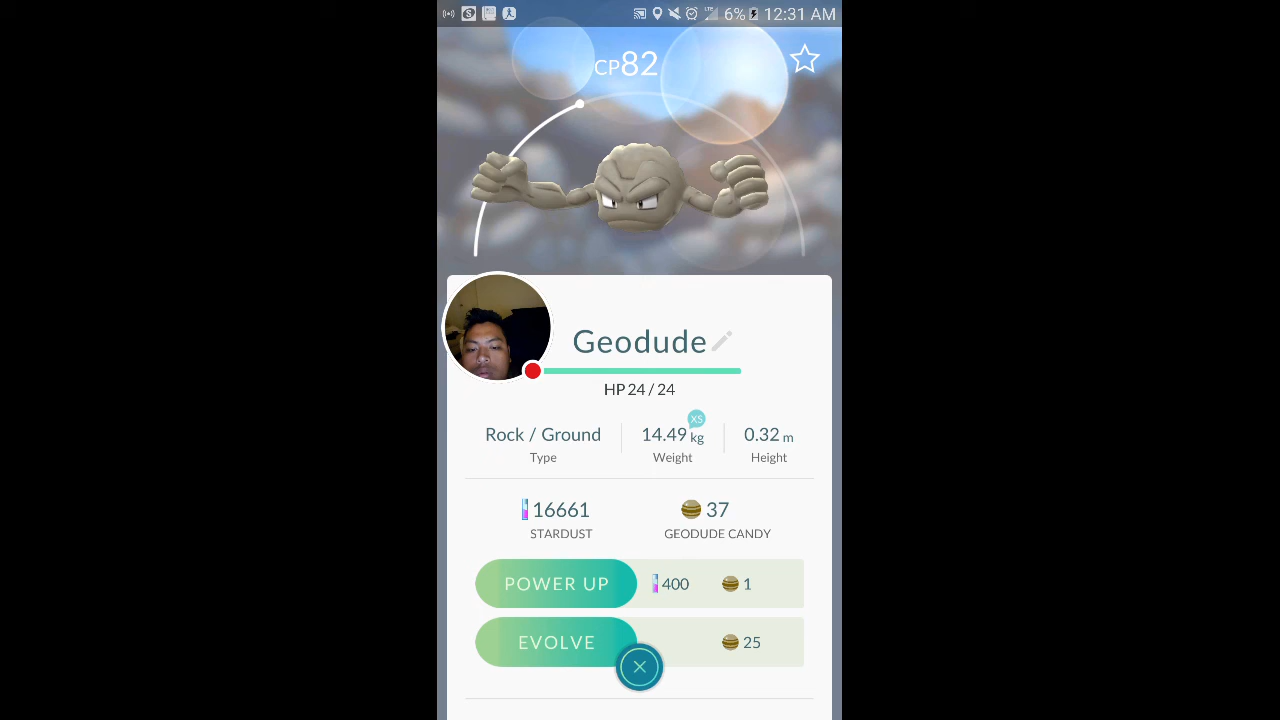 LTE 6% 12:31 AM
CP82
Geodude
HP 24 / 24
XS
Rock / Ground 14.49 kg 0.32 m
Type Weight Height
16661 37
STARDUST GEODUDE CANDY
POWER UP 400 1
EVOLVE 25